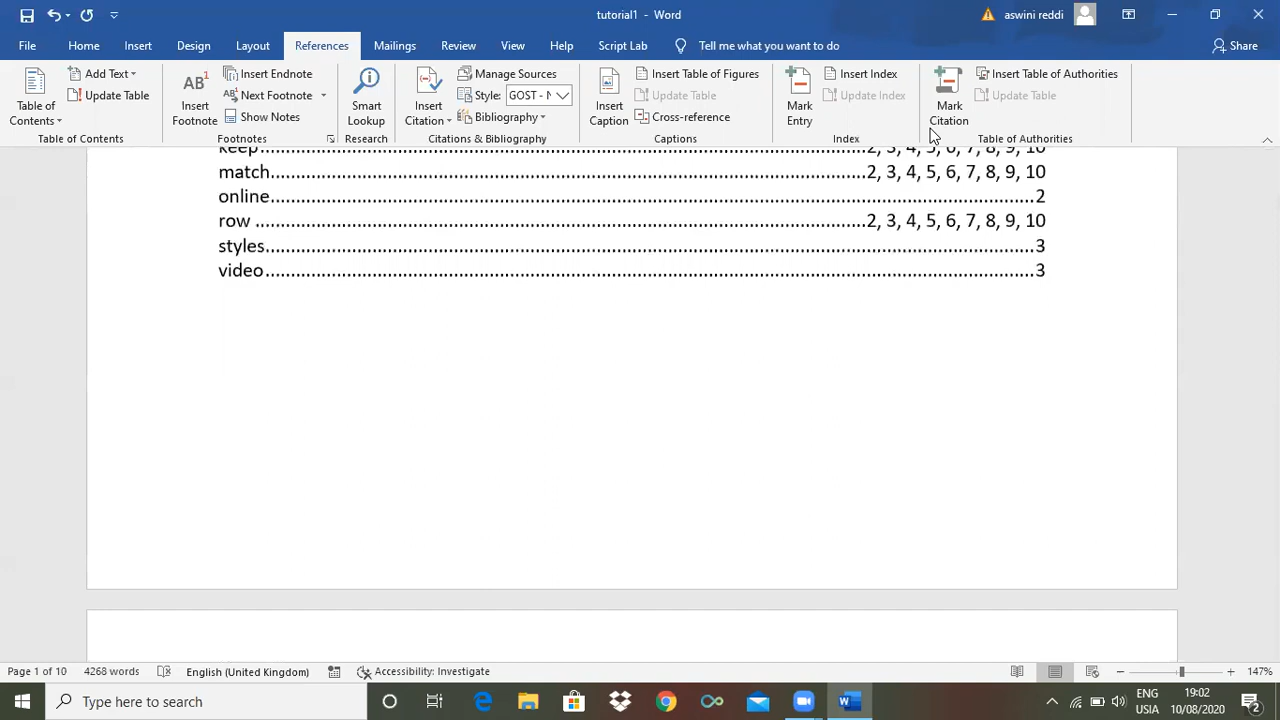 tutorial1 - Word
aswini reddi
File Home Insert Design Layout References Mailings Review View Help Script Lab Tell me what you want to do Share
Table of Contents
Add Text
Update Table
Table of Contents
AB1
Insert Footnote
Insert Endnote
Next Footnote
Show Notes
Footnotes
Smart Lookup
Research
Insert Citation
Manage Sources
Style: GOST - N
Bibliography
Citations & Bibliography
Insert Caption
Insert Table of Figures
Update Table
Cross-reference
Captions
Mark Entry
Insert Index
Update Index
Index
Mark Citation
Insert Table of Authorities
Update Table
Table of Authorities
keep..........2, 3, 4, 5, 6, 7, 8, 9, 10
match..........2, 3, 4, 5, 6, 7, 8, 9, 10
online..........2
row ..........2, 3, 4, 5, 6, 7, 8, 9, 10
styles..........3
video..........3
Page 1 of 10 4268 words English (United Kingdom) Accessibility: Investigate 147%
Type here to search
ENG
USIA
19:02
10/08/2020
2